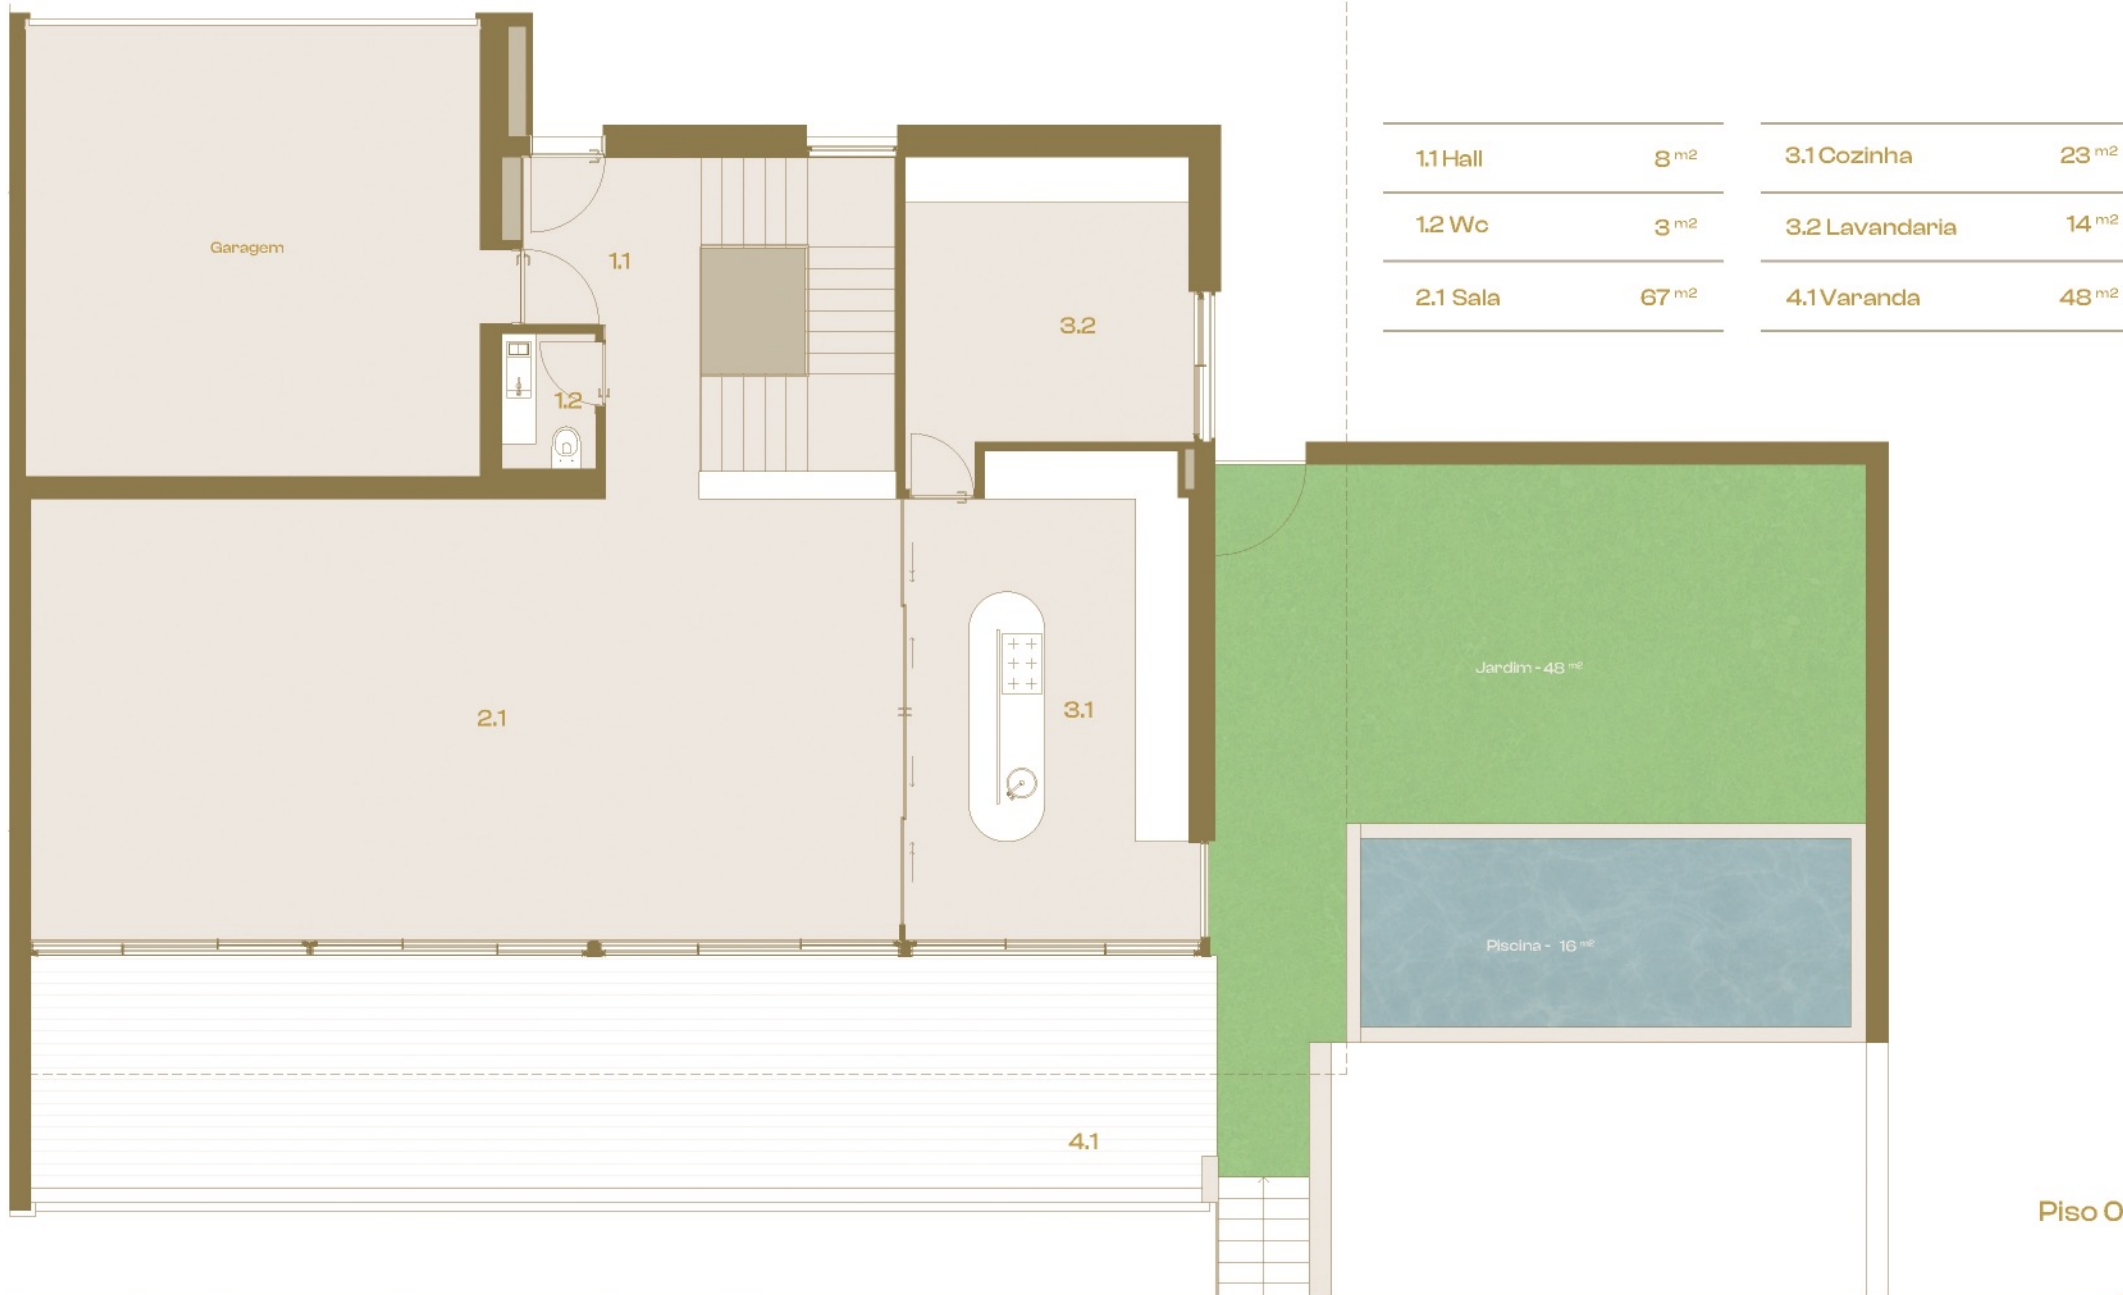 1.1 Hall 8 m2
1.2 Wc 3 m2
2.1 Sala 67 m2
3.1 Cozinha 23 m2
3.2 Lavandaria 14 m2
4.1 Varanda 48 m2
Garagem
1.1
3.2
1.2
Jardim - 48 m2
2.1
3.1
Piscina - 16 m2
4.1
Piso 0